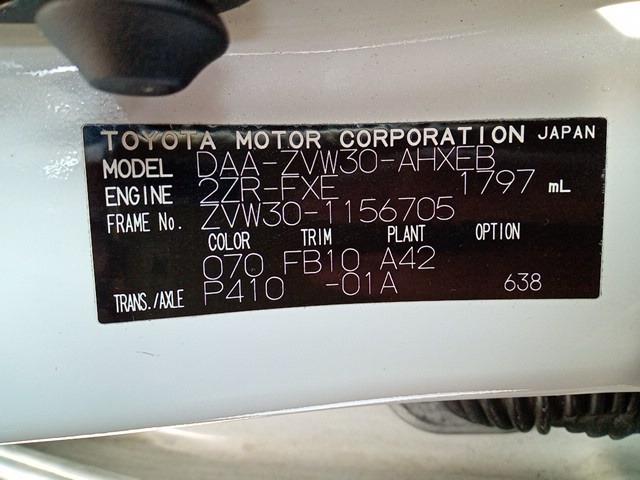 TOYOTA MOTOR CORPORATION JAPAN
MODEL DAA-ZVW30-AHXEB
ENGINE 2ZR-FXE 1797 mL
FRAME No. ZVW30-1156705
COLOR TRIM PLANT OPTION
070 FB10 A42
TRANS./AXLE P410 -01A 638